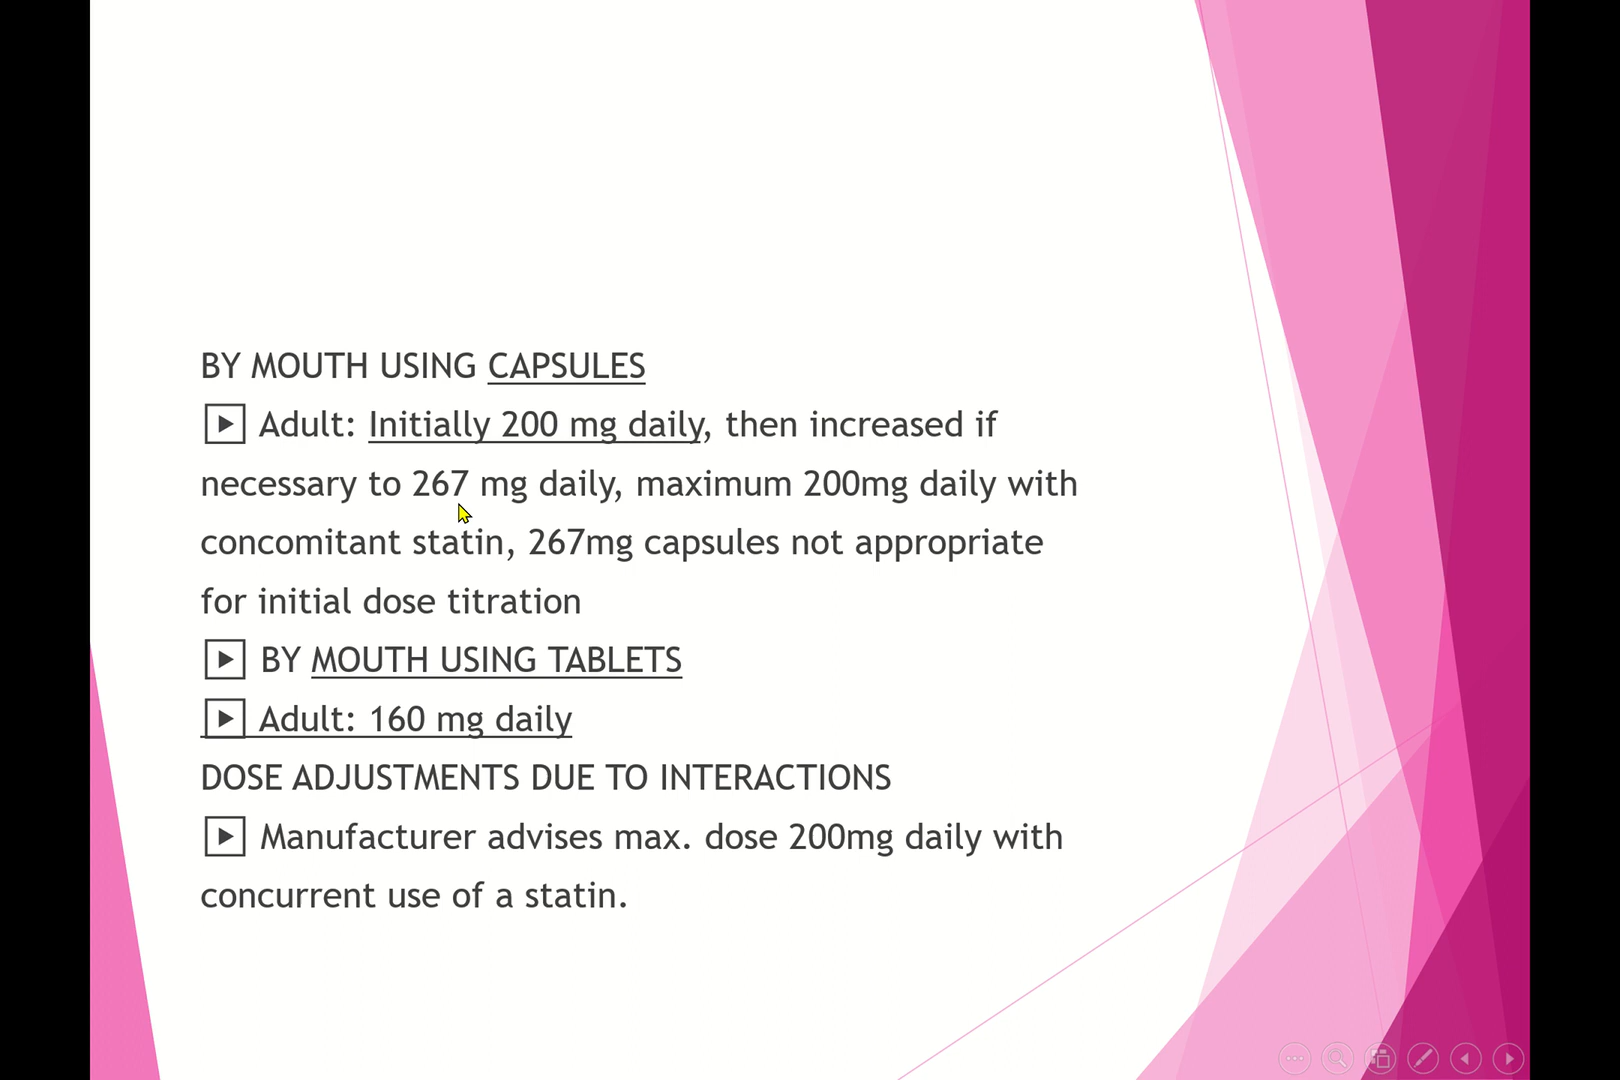 BY MOUTH USING CAPSULES
▶ Adult: Initially 200 mg daily, then increased if
necessary to 267 mg daily, maximum 200mg daily with
concomitant statin, 267mg capsules not appropriate
for initial dose titration
▶ BY MOUTH USING TABLETS
▶ Adult: 160 mg daily
DOSE ADJUSTMENTS DUE TO INTERACTIONS
▶ Manufacturer advises max. dose 200mg daily with
concurrent use of a statin.